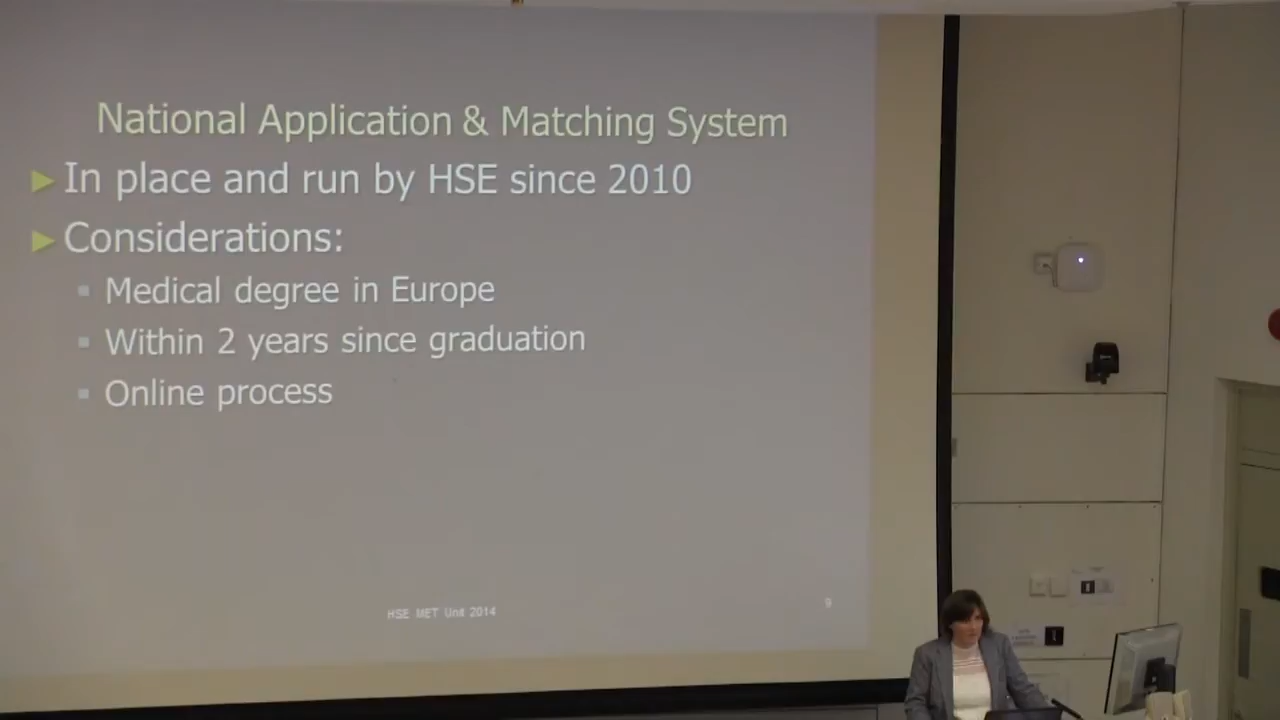 National Application & Matching System
In place and run by HSE since 2010
Considerations:
Medical degree in Europe
Within 2 years since graduation
Online process
HSE MET Unit 2014
9